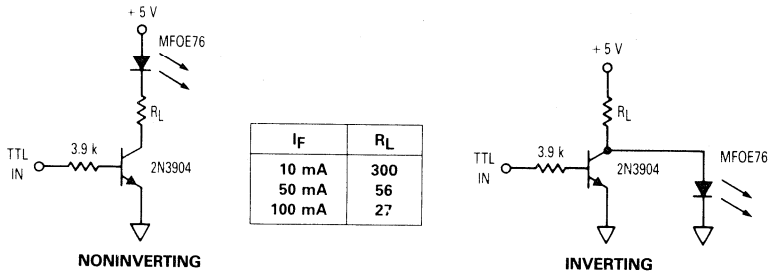 + 5 V
MFOE76
RL
3.9 k
TTL
IN
2N3904
NONINVERTING
IF RL
10 mA 300
50 mA 56
100 mA 27
+ 5 V
RL
3.9 k
TTL
IN
2N3904
MFOE76
INVERTING